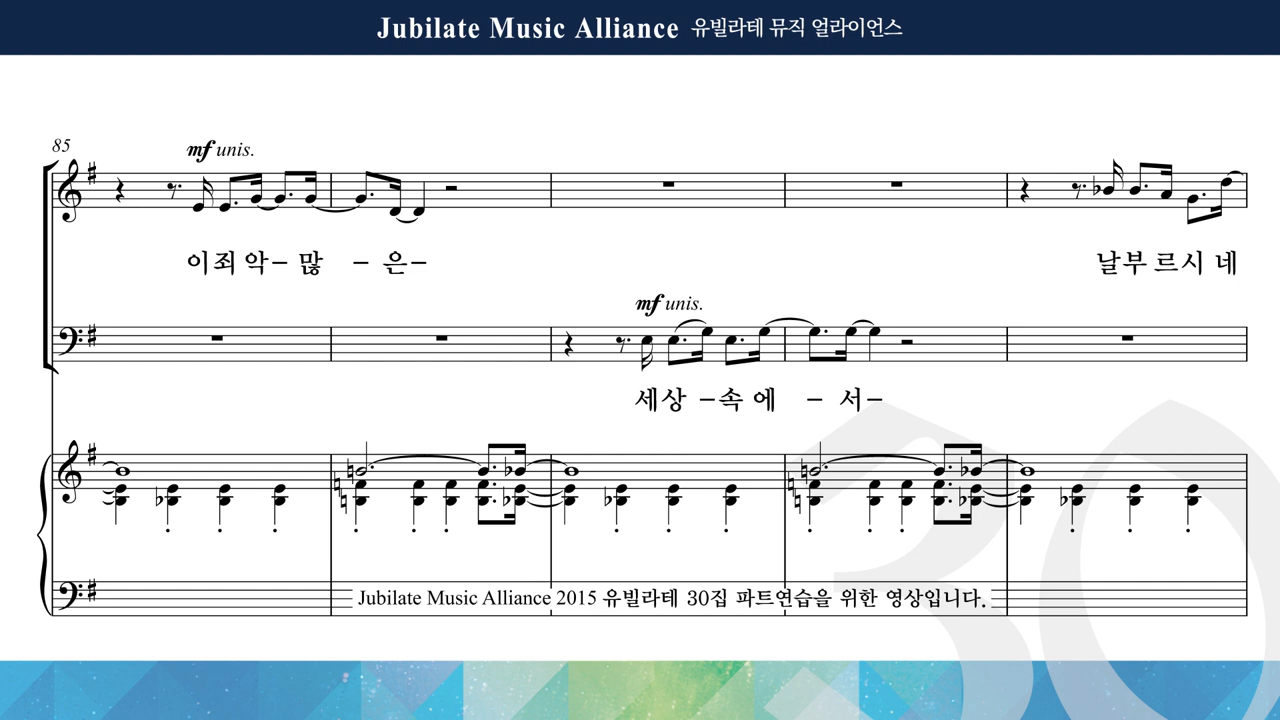 Jubilate Music Alliance 유빌라테 뮤직 얼라이언스
85
mf unis.
이죄 악– 많 – 은–
날부 르시 네
mf unis.
세상 –속 에 – 서–
Jubilate Music Alliance 2015 유빌라테 30집 파트연습을 위한 영상입니다.
30